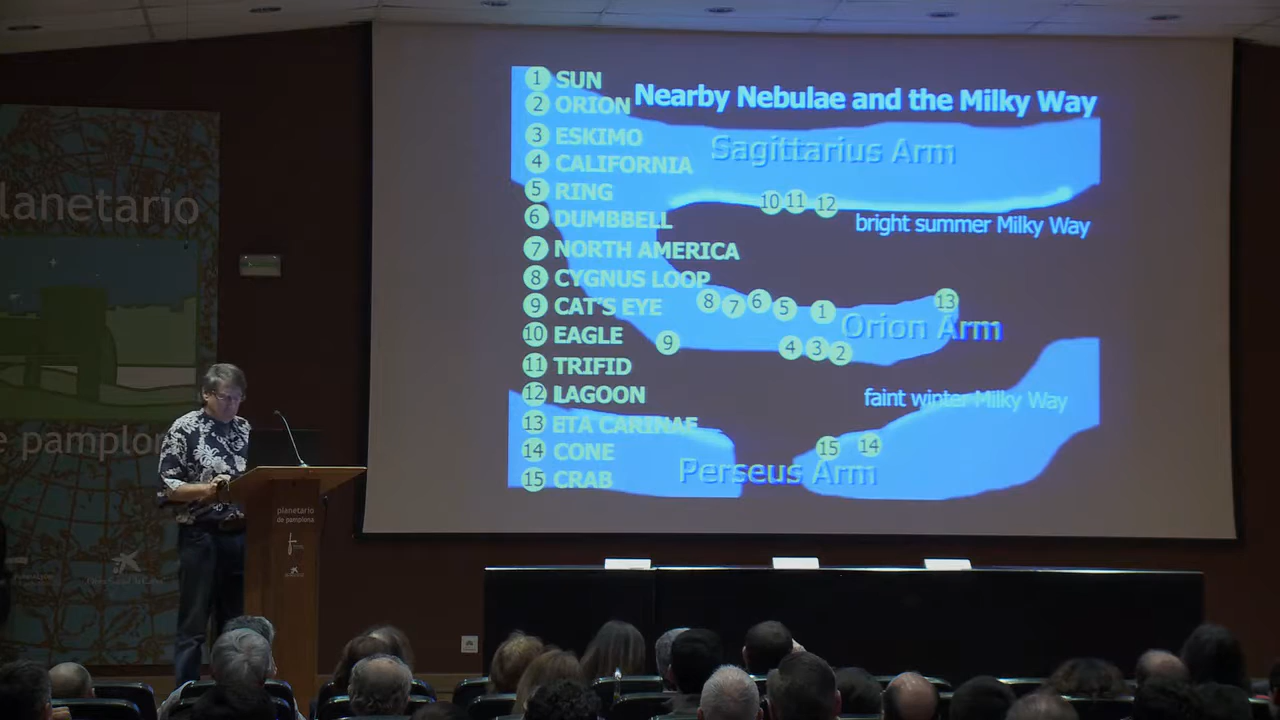 Nearby Nebulae and the Milky Way
1 SUN
2 ORION
3 ESKIMO
4 CALIFORNIA
5 RING
6 DUMBBELL
7 NORTH AMERICA
8 CYGNUS LOOP
9 CAT'S EYE
10 EAGLE
11 TRIFID
12 LAGOON
13 ETA CARINAE
14 CONE
15 CRAB
Sagittarius Arm
10 11 12
bright summer Milky Way
8 7 6 5 1 13
Orion Arm
9 4 3 2
faint winter Milky Way
15 14
Perseus Arm
lanetario
e pamplon
planetario
de pamplona